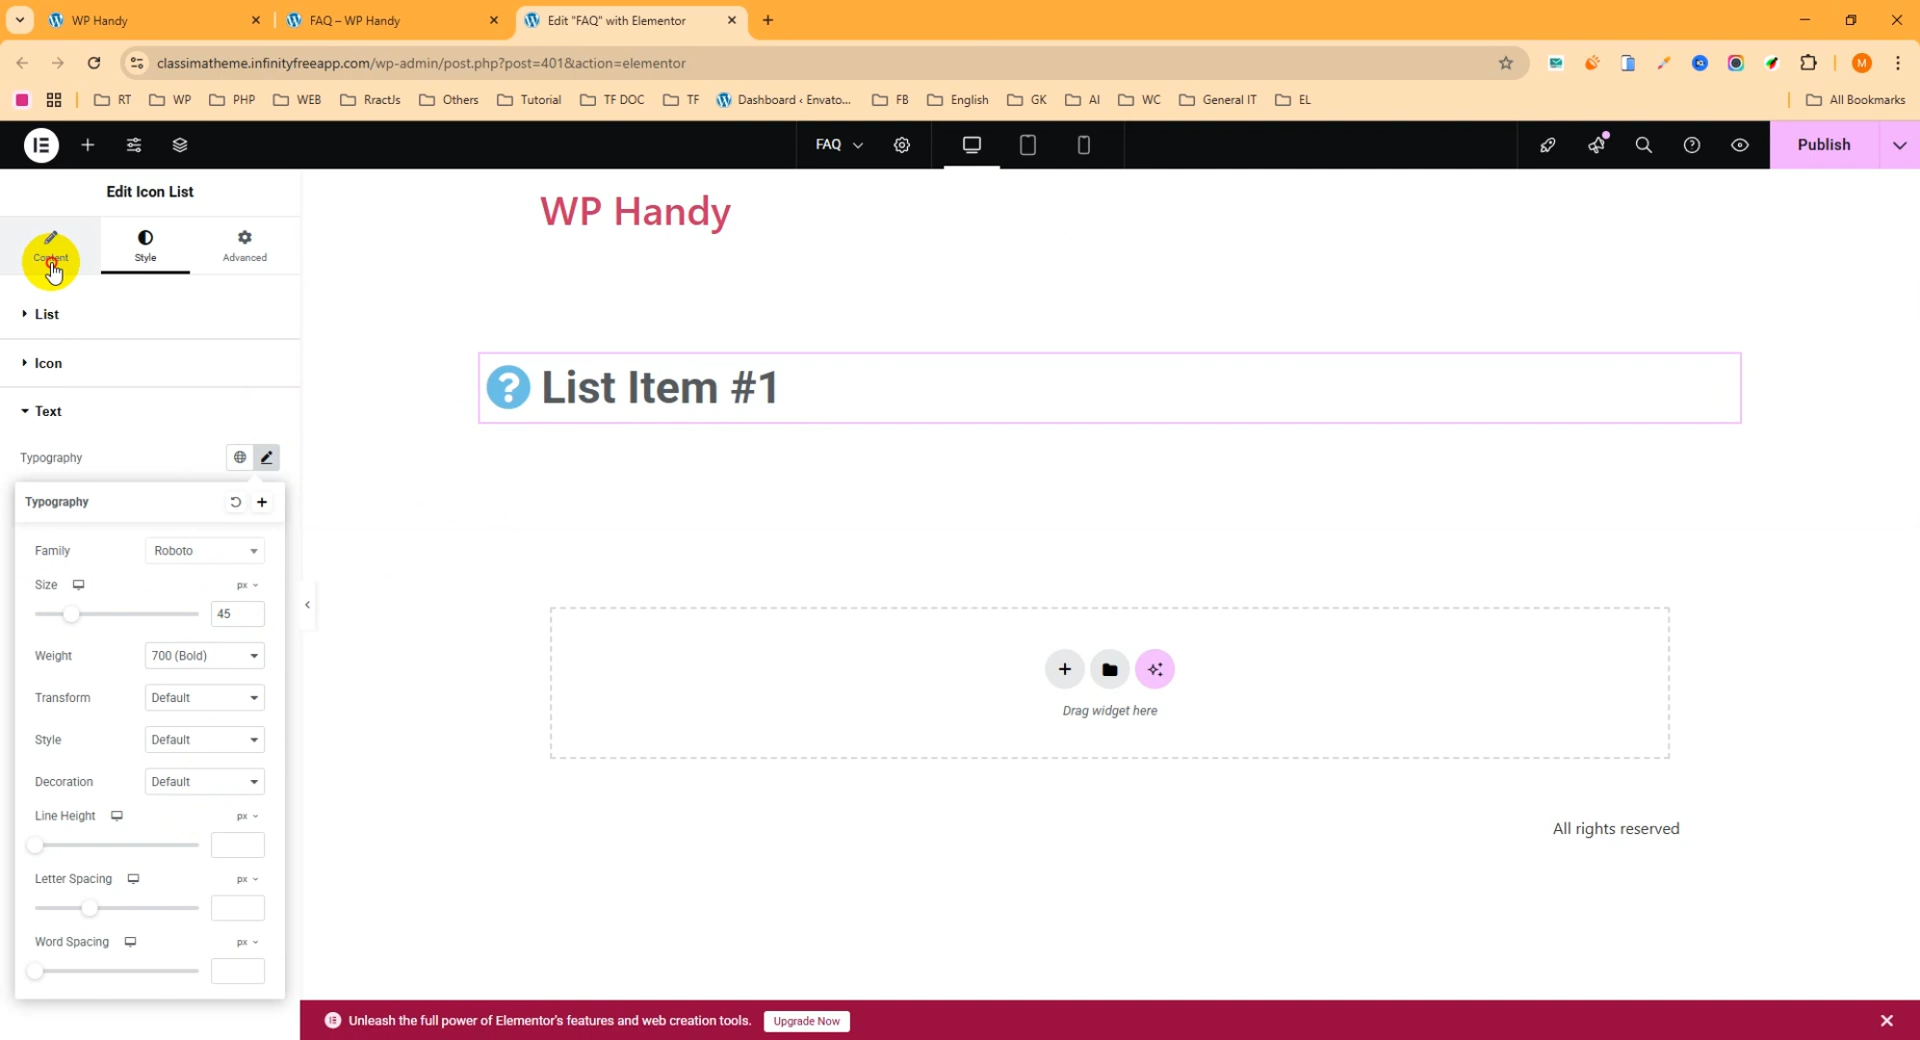 WP Handy
FAQ – WP Handy
Edit "FAQ" with Elementor
classimatheme.infinityfreeapp.com/wp-admin/post.php?post=401&action=elementor
M
RT
WP
PHP
WEB
RractJs
Others
Tutorial
TF DOC
TF
Dashboard ‹ Envato...
FB
English
GK
AI
WC
General IT
EL
All Bookmarks
FAQ
Publish
Edit Icon List
Content
Style
Advanced
List
Icon
Text
Typography
Typography
Family
Roboto
Size
px
45
Weight
700 (Bold)
Transform
Default
Style
Default
Decoration
Default
Line Height
px
Letter Spacing
px
Word Spacing
px
WP Handy
List Item #1
Drag widget here
All rights reserved
Unleash the full power of Elementor's features and web creation tools.
Upgrade Now